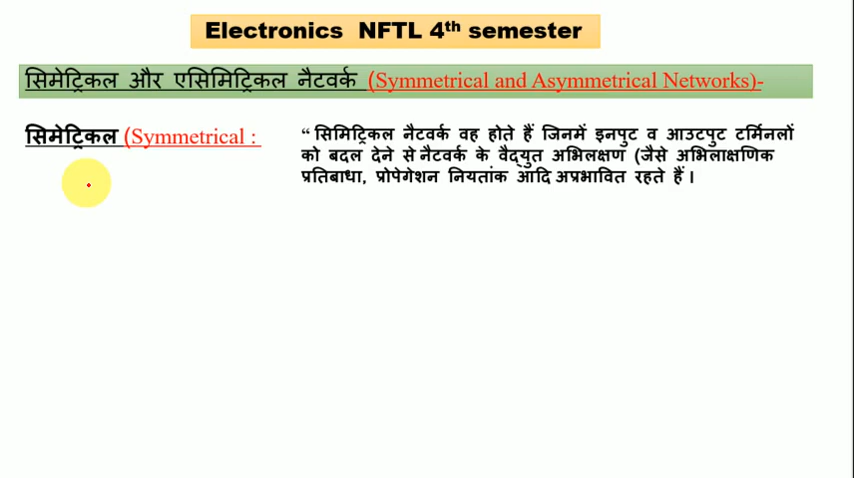 Electronics NFTL 4th semester
सिमेट्रिकल और एसिमिट्रिकल नैटवर्क (Symmetrical and Asymmetrical Networks)-
सिमेट्रिकल (Symmetrical :
“ सिमिट्रिकल नैटवर्क वह होते हैं जिनमें इनपुट व आउटपुट टर्मिनलों
को बदल देने से नैटवर्क के वैद्युत अभिलक्षण (जैसे अभिलाक्षणिक
प्रतिबाधा, प्रोपेगेशन नियतांक आदि अप्रभावित रहते हैं ।